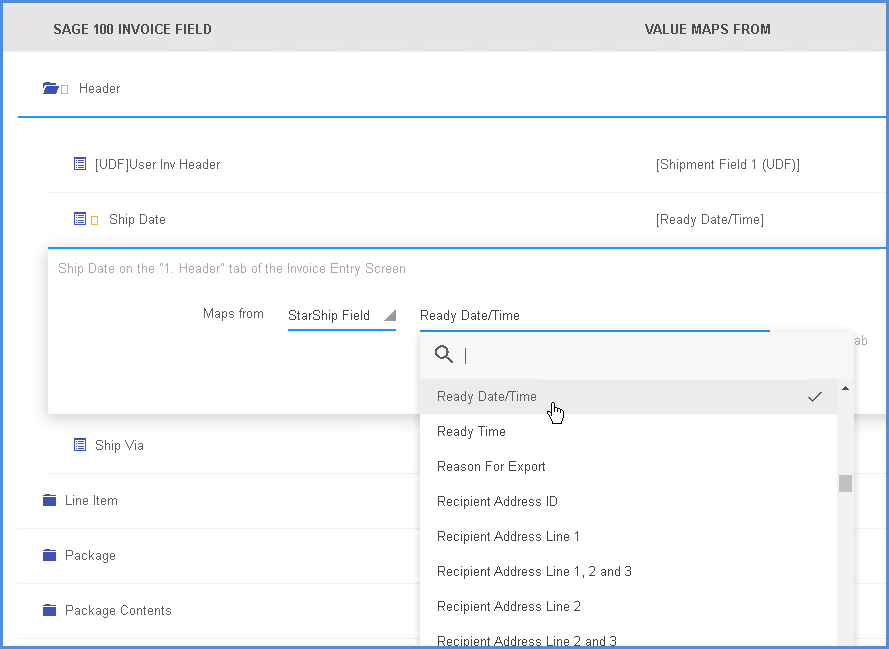 SAGE 100 INVOICE FIELD VALUE MAPS FROM
Header
[UDF]User Inv Header [Shipment Field 1 (UDF)]
Ship Date [Ready Date/Time]
Ship Date on the "1. Header" tab of the Invoice Entry Screen
Maps from StarShip Field Ready Date/Time
ab
Ready Date/Time
Ready Time
Ship Via
Reason For Export
Line Item
Recipient Address ID
Recipient Address Line 1
Package
Recipient Address Line 1, 2 and 3
Package Contents
Recipient Address Line 2
Recipient Address Line 2 and 3